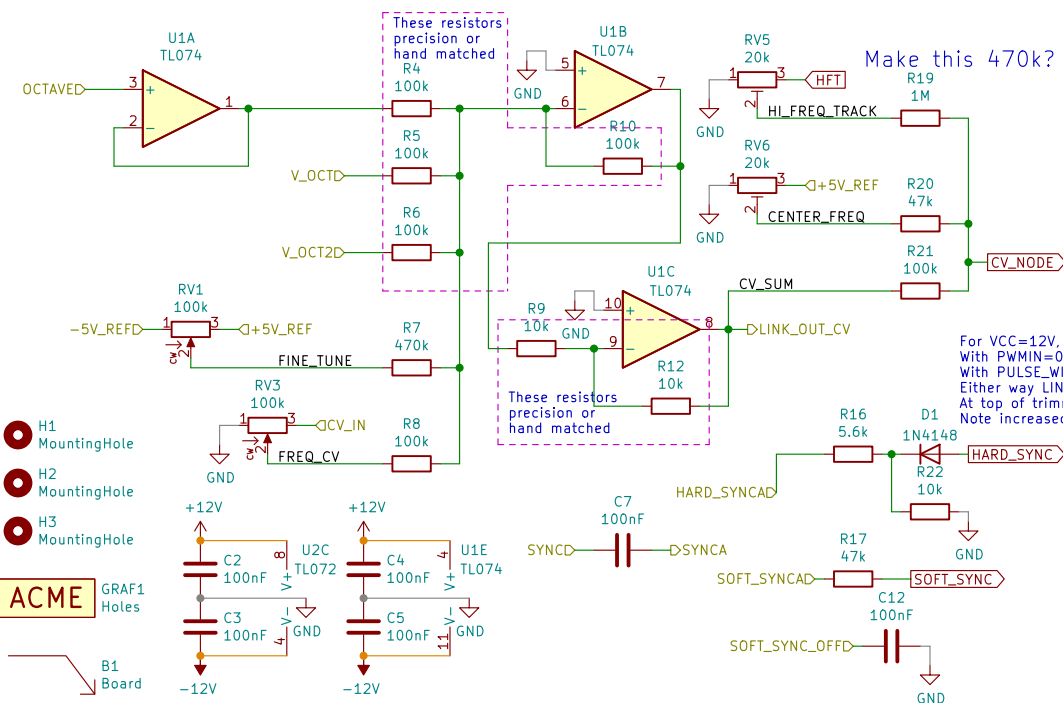 These resistors
precision or
hand matched
U1A
TL074
OCTAVE
3
2
1
+
−
R4
100k
R5
100k
V_OCT
R6
100k
V_OCT2
U1B
TL074
5
6
7
+
−
GND
R10
100k
RV5
20k
1
3
2
HFT
GND
HI_FREQ_TRACK
Make this 470k?
R19
1M
RV6
20k
1
3
2
+5V_REF
GND
CENTER_FREQ
R20
47k
R21
100k
CV_SUM
CV_NODE
U1C
TL074
10
9
8
+
−
GND
LINK_OUT_CV
R9
10k
R12
10k
These resistors
precision or
hand matched
RV1
100k
-5V_REF
1
3
2
cw
+5V_REF
FINE_TUNE
R7
470k
RV3
100k
1
3
2
cw
CV_IN
GND
FREQ_CV
R8
100k
For VCC=12V,
With PWMIN=0
With PULSE_WI
Either way LIN
At top of trimr
Note increased
H1
MountingHole
H2
MountingHole
H3
MountingHole
ACME
GRAF1
Holes
B1
Board
+12V
C2
100nF
C3
100nF
8
V+
V-
4
U2C
TL072
GND
-12V
+12V
C4
100nF
C5
100nF
4
V+
V-
11
U1E
TL074
GND
-12V
C7
100nF
SYNC
SYNCA
R16
5.6k
D1
1N4148
HARD_SYNC
HARD_SYNCA
R22
10k
GND
R17
47k
SOFT_SYNCA
SOFT_SYNC
C12
100nF
SOFT_SYNC_OFF
GND